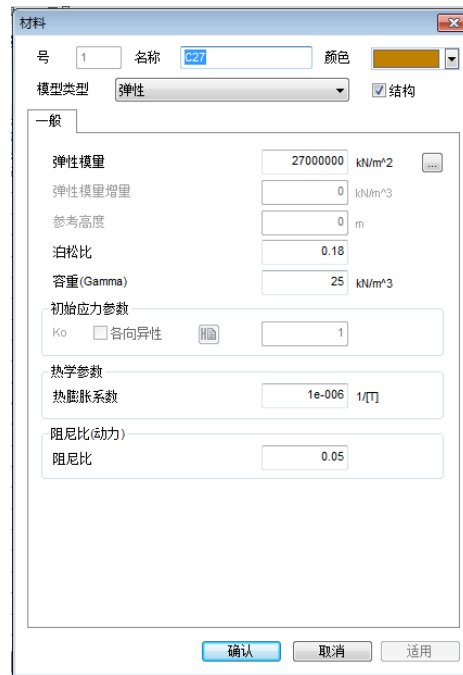 材料
号 1 名称 C27 颜色
模型类型 弹性 结构
一般
弹性模量 27000000 kN/m^2 ...
弹性模量增量 0 kN/m^3
参考高度 0 m
泊松比 0.18
容重(Gamma) 25 kN/m^3
初始应力参数
Ko 各向异性 1
热学参数
热膨胀系数 1e-006 1/[T]
阻尼比(动力)
阻尼比 0.05
确认 取消 适用